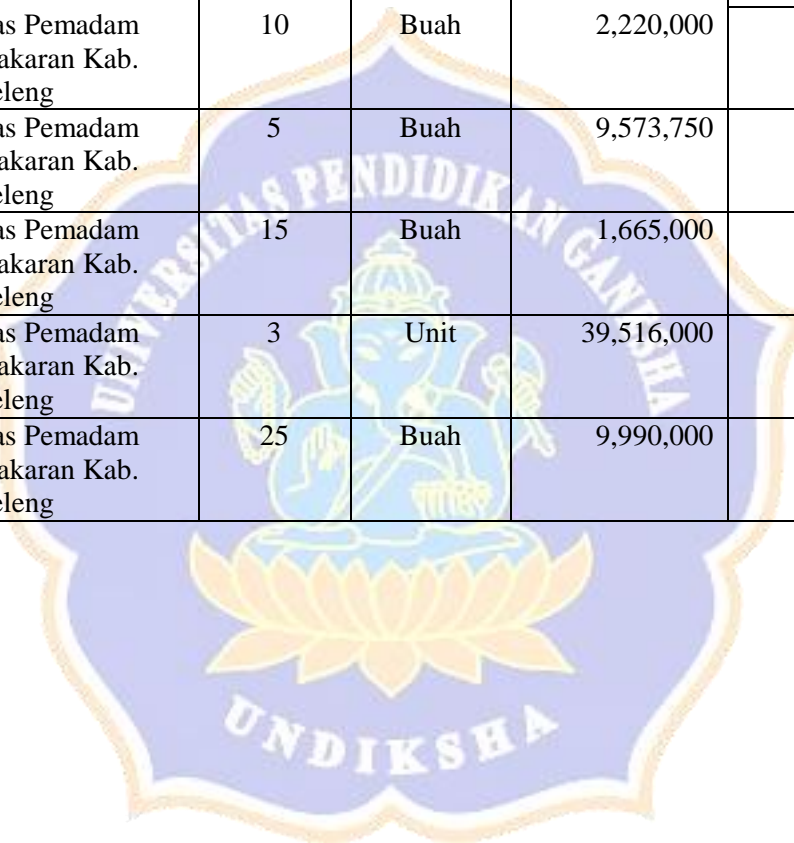 as Pemadam 10 Buah 2,220,000
akaran Kab.
eleng
as Pemadam 5 Buah 9,573,750
akaran Kab.
eleng
as Pemadam 15 Buah 1,665,000
akaran Kab.
eleng
as Pemadam 3 Unit 39,516,000
akaran Kab.
eleng
as Pemadam 25 Buah 9,990,000
akaran Kab.
eleng
UNIVERSITAS PENDIDIKAN GANESHA
UNDIKSHA